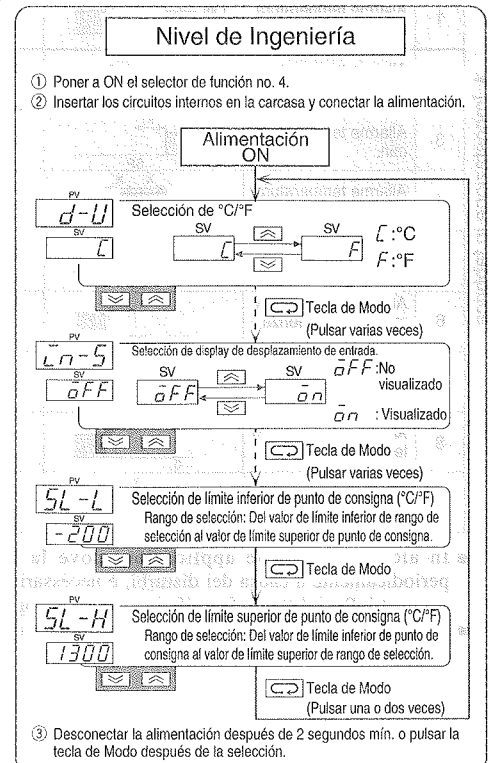 Nivel de Ingeniería
① Poner a ON el selector de función no. 4.
② Insertar los circuitos internos en la carcasa y conectar la alimentación.
Alimentación
ON
PV
d-U
SV
C
Selección de °C/°F
SV
C
SV
F
C :°C
F :°F
Tecla de Modo
(Pulsar varias veces)
PV
in-S
SV
oFF
Selección de display de desplazamiento de entrada.
SV
oFF
SV
on
oFF :No
visualizado
on : Visualizado
Tecla de Modo
(Pulsar varias veces)
PV
SL-L
SV
-200
Selección de límite inferior de punto de consigna (°C/°F)
Rango de selección: Del valor de límite inferior de rango de
selección al valor de límite superior de punto de consigna.
Tecla de Modo
PV
SL-H
SV
1300
Selección de límite superior de punto de consigna (°C/°F)
Rango de selección: Del valor de límite inferior de punto de
consigna al valor de límite superior de rango de selección.
Tecla de Modo
(Pulsar una o dos veces)
③ Desconectar la alimentación después de 2 segundos mín. o pulsar la
tecla de Modo después de la selección.